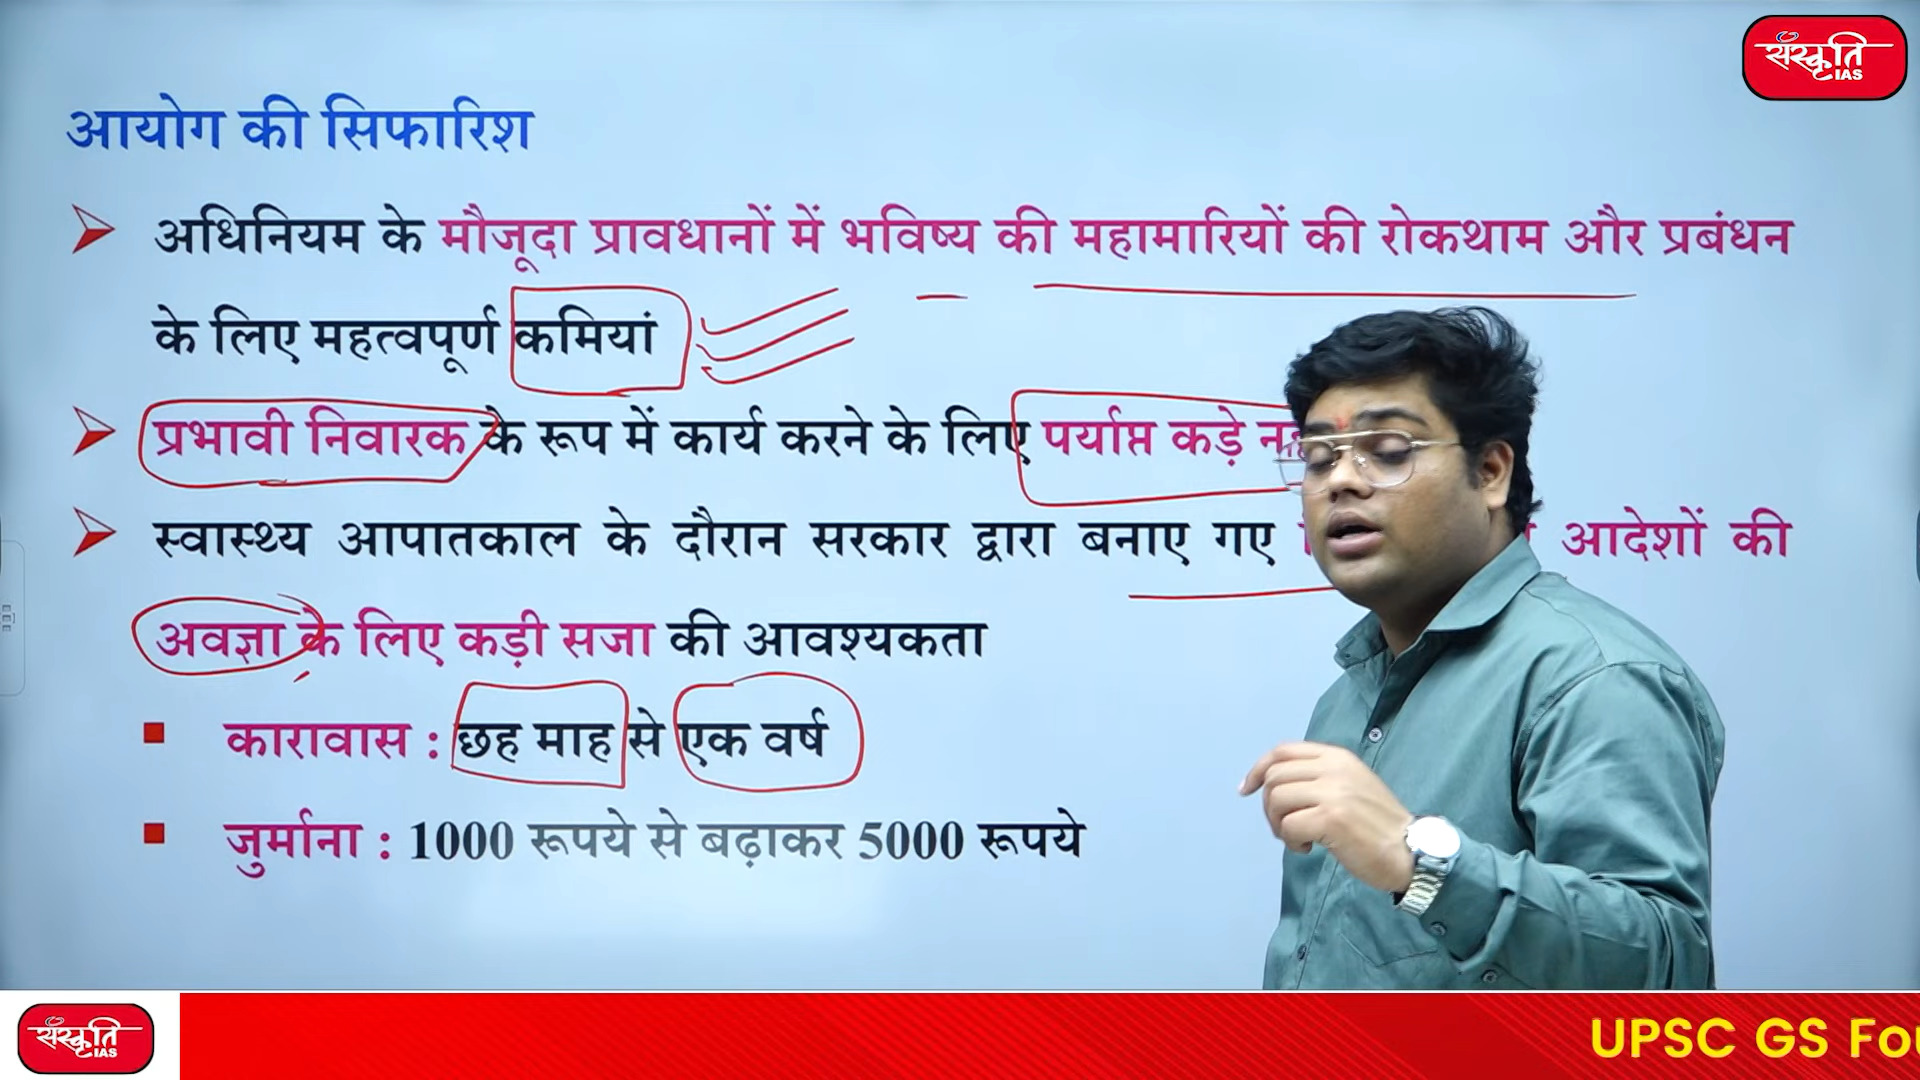 संस्कृति
IAS
आयोग की सिफारिश
अधिनियम के मौजूदा प्रावधानों में भविष्य की महामारियों की रोकथाम और प्रबंधन
के लिए महत्वपूर्ण कमियां
प्रभावी निवारक के रूप में कार्य करने के लिए पर्याप्त कड़े
स्वास्थ्य आपातकाल के दौरान सरकार द्वारा बनाए गए आदेशों की
अवज्ञा के लिए कड़ी सजा की आवश्यकता
कारावास : छह माह से एक वर्ष
जुर्माना : 1000 रूपये से बढ़ाकर 5000 रूपये
संस्कृति
IAS
UPSC GS